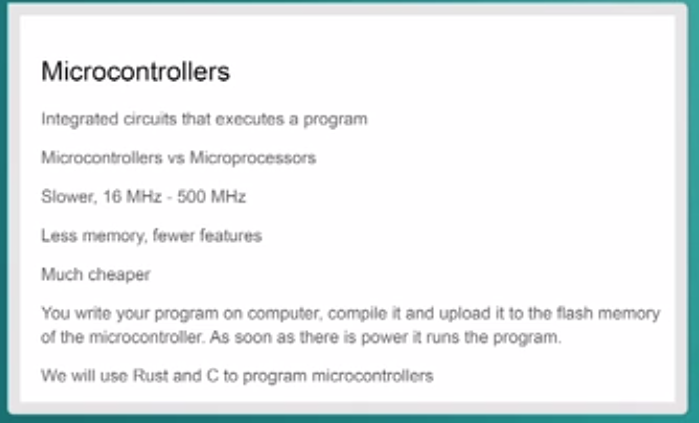 Microcontrollers
Integrated circuits that executes a program
Microcontrollers vs Microprocessors
Slower, 16 MHz - 500 MHz
Less memory, fewer features
Much cheaper
You write your program on computer, compile it and upload it to the flash memory
of the microcontroller. As soon as there is power it runs the program.
We will use Rust and C to program microcontrollers